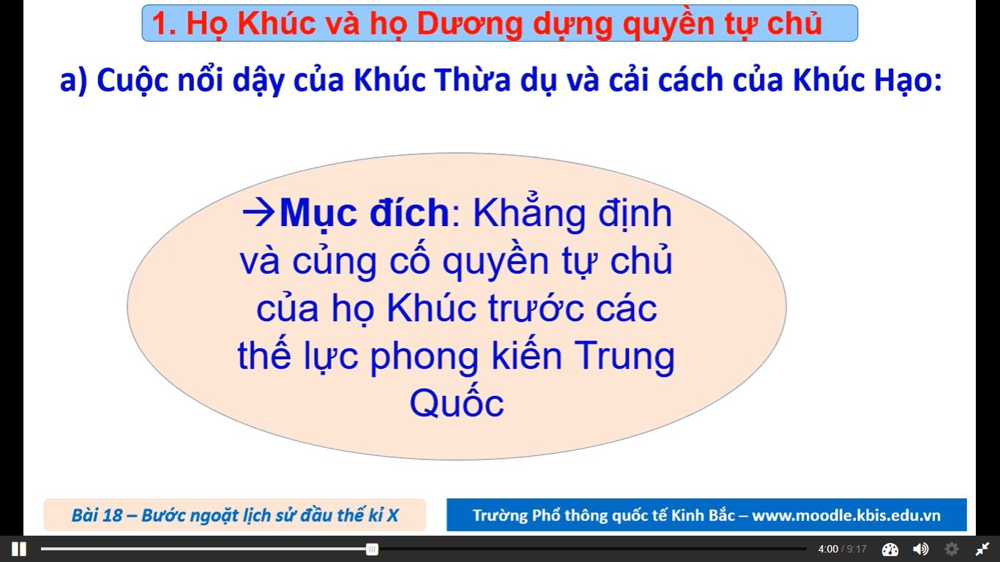 1. Họ Khúc và họ Dương dựng quyền tự chủ
a) Cuộc nổi dậy của Khúc Thừa dụ và cải cách của Khúc Hạo:
→Mục đích: Khẳng định
và củng cố quyền tự chủ
của họ Khúc trước các
thế lực phong kiến Trung
Quốc
Bài 18 – Bước ngoặt lịch sử đầu thế kỉ X
Trường Phổ thông quốc tế Kinh Bắc – www.moodle.kbis.edu.vn
4:00 / 9:17